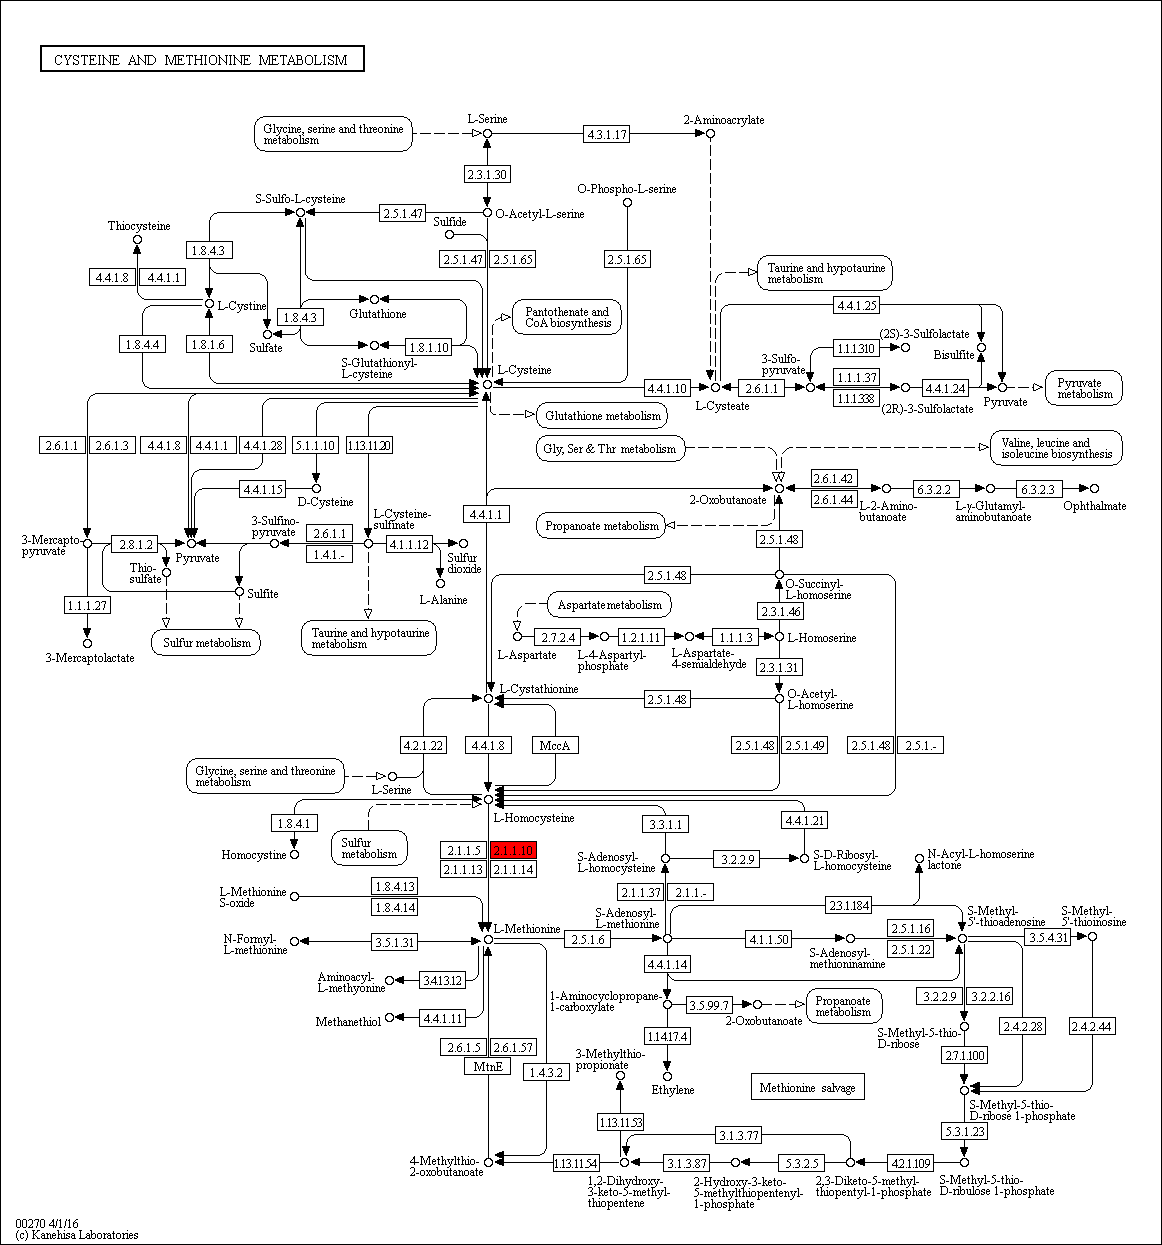 CYSTEINE AND METHIONINE METABOLISM
Glycine, serine and threonine
metabolism
L-Serine
4.3.1.17
2-Aminoacrylate
2.3.1.30
S-Sulfo-L-cysteine
O-Phospho-L-serine
2.5.1.47
O-Acetyl-L-serine
Thiocysteine
Sulfide
1.8.4.3
4.4.1.8
4.4.1.1
2.5.1.47
2.5.1.65
2.5.1.65
Taurine and hypotaurine
metabolism
L-Cystine
Glutathione
1.8.4.3
Pantothenate and
CoA biosynthesis
4.4.1.25
4.4.1.4
1.8.1.6
Sulfate
1.8.1.10
S-Glutathionyl-
L-cysteine
L-Cysteine
(2S)-3-Sulfolactate
1.1.1310
Bisulfite
3-Sulfo-
pyruvate
1.1.1.37
4.4.1.10
2.6.1.1
4.4.1.24
1.1.1338
L-Cysteate
(2R)-3-Sulfolactate
Pyruvate
Pyruvate
metabolism
Glutathione metabolism
2.6.1.1
2.6.1.3
4.4.1.8
4.4.1.1
4.4.1.28
5.1.1.10
1.13.11.20
Gly, Ser & Thr metabolism
Valine, leucine and
isoleucine biosynthesis
4.4.1.15
D-Cysteine
2-Oxobutanoate
2.6.1.42
2.6.1.44
6.3.2.2
6.3.2.3
L-2-Amino-
butanoate
L-γ-Glutamyl-
aminobutanoate
Ophthalmate
4.4.1.1
3-Sulfino-
pyruvate
L-Cysteine-
sulfinate
Propanoate metabolism
3-Mercapto
pyruvate
2.8.1.2
Pyruvate
2.6.1.1
1.4.1.-
4.1.1.12
Sulfur
dioxide
2.5.1.48
Thio-
sulfate
Sulfite
L-Alanine
2.5.1.48
O-Succinyl-
L-homoserine
1.1.1.27
Aspartate metabolism
2.3.1.46
Sulfur metabolism
Taurine and hypotaurine
metabolism
3-Mercaptolactate
2.7.2.4
1.2.1.11
1.1.1.3
L-Homoserine
L-Aspartate
L-4-Aspartyl-
phosphate
L-Aspartate-
4-semialdehyde
2.3.1.31
L-Cystathionine
2.5.1.48
O-Acetyl-
L-homoserine
4.2.1.22
4.4.1.8
MccA
2.5.1.48
2.5.1.49
2.5.1.48
2.5.1.-
Glycine, serine and threonine
metabolism
L-Serine
L-Homocysteine
1.8.4.1
Sulfur
metabolism
3.3.1.1
4.4.1.21
Homocystine
2.1.1.5
2.1.1.10
2.1.1.13
2.1.1.14
S-Adenosyl-
L-homocysteine
3.2.2.9
S-D-Ribosyl-
L-homocysteine
N-Acyl-L-homoserine
lactone
L-Methionine
S-oxide
1.8.4.13
1.8.4.14
2.1.1.37
2.1.1.-
2.3.1.184
S-Adenosyl-
L-methionine
S-Methyl-
5'-thioadenosine
S-Methyl-
5'-thioinosine
N-Formyl-
L-methionine
3.5.1.31
L-Methionine
2.5.1.6
4.1.1.50
2.5.1.16
2.5.1.22
3.5.4.31
S-Adenosyl-
methioninamine
Aminoacyl-
L-methyonine
3.4.13.12
4.4.1.14
Methanethiol
4.4.1.11
1-Aminocyclopropane-
1-carboxylate
3.5.99.7
2-Oxobutanoate
Propanoate
metabolism
3.2.2.9
3.2.2.16
S-Methyl-5-thio-
D-ribose
2.4.2.28
2.4.2.44
1.14.17.4
2.6.1.5
2.6.1.57
MtnE
1.4.3.2
3-Methylthio-
propionate
Ethylene
Methionine salvage
2.7.1.100
S-Methyl-5-thio-
D-ribose 1-phosphate
1.13.11.53
3.1.3.77
5.3.1.23
4-Methylthio-
2-oxobutanoate
1.13.11.54
3.1.3.87
5.3.2.5
4.2.1.109
1,2-Dihydroxy-
3-keto-5-methyl-
thiopentene
2-Hydroxy-3-keto-
5-methylthiopentenyl-
1-phosphate
2,3-Diketo-5-methyl-
thiopentyl-1-phosphate
S-Methyl-5-thio-
D-ribulose 1-phosphate
00270 4/1/16
(c) Kanehisa Laboratories